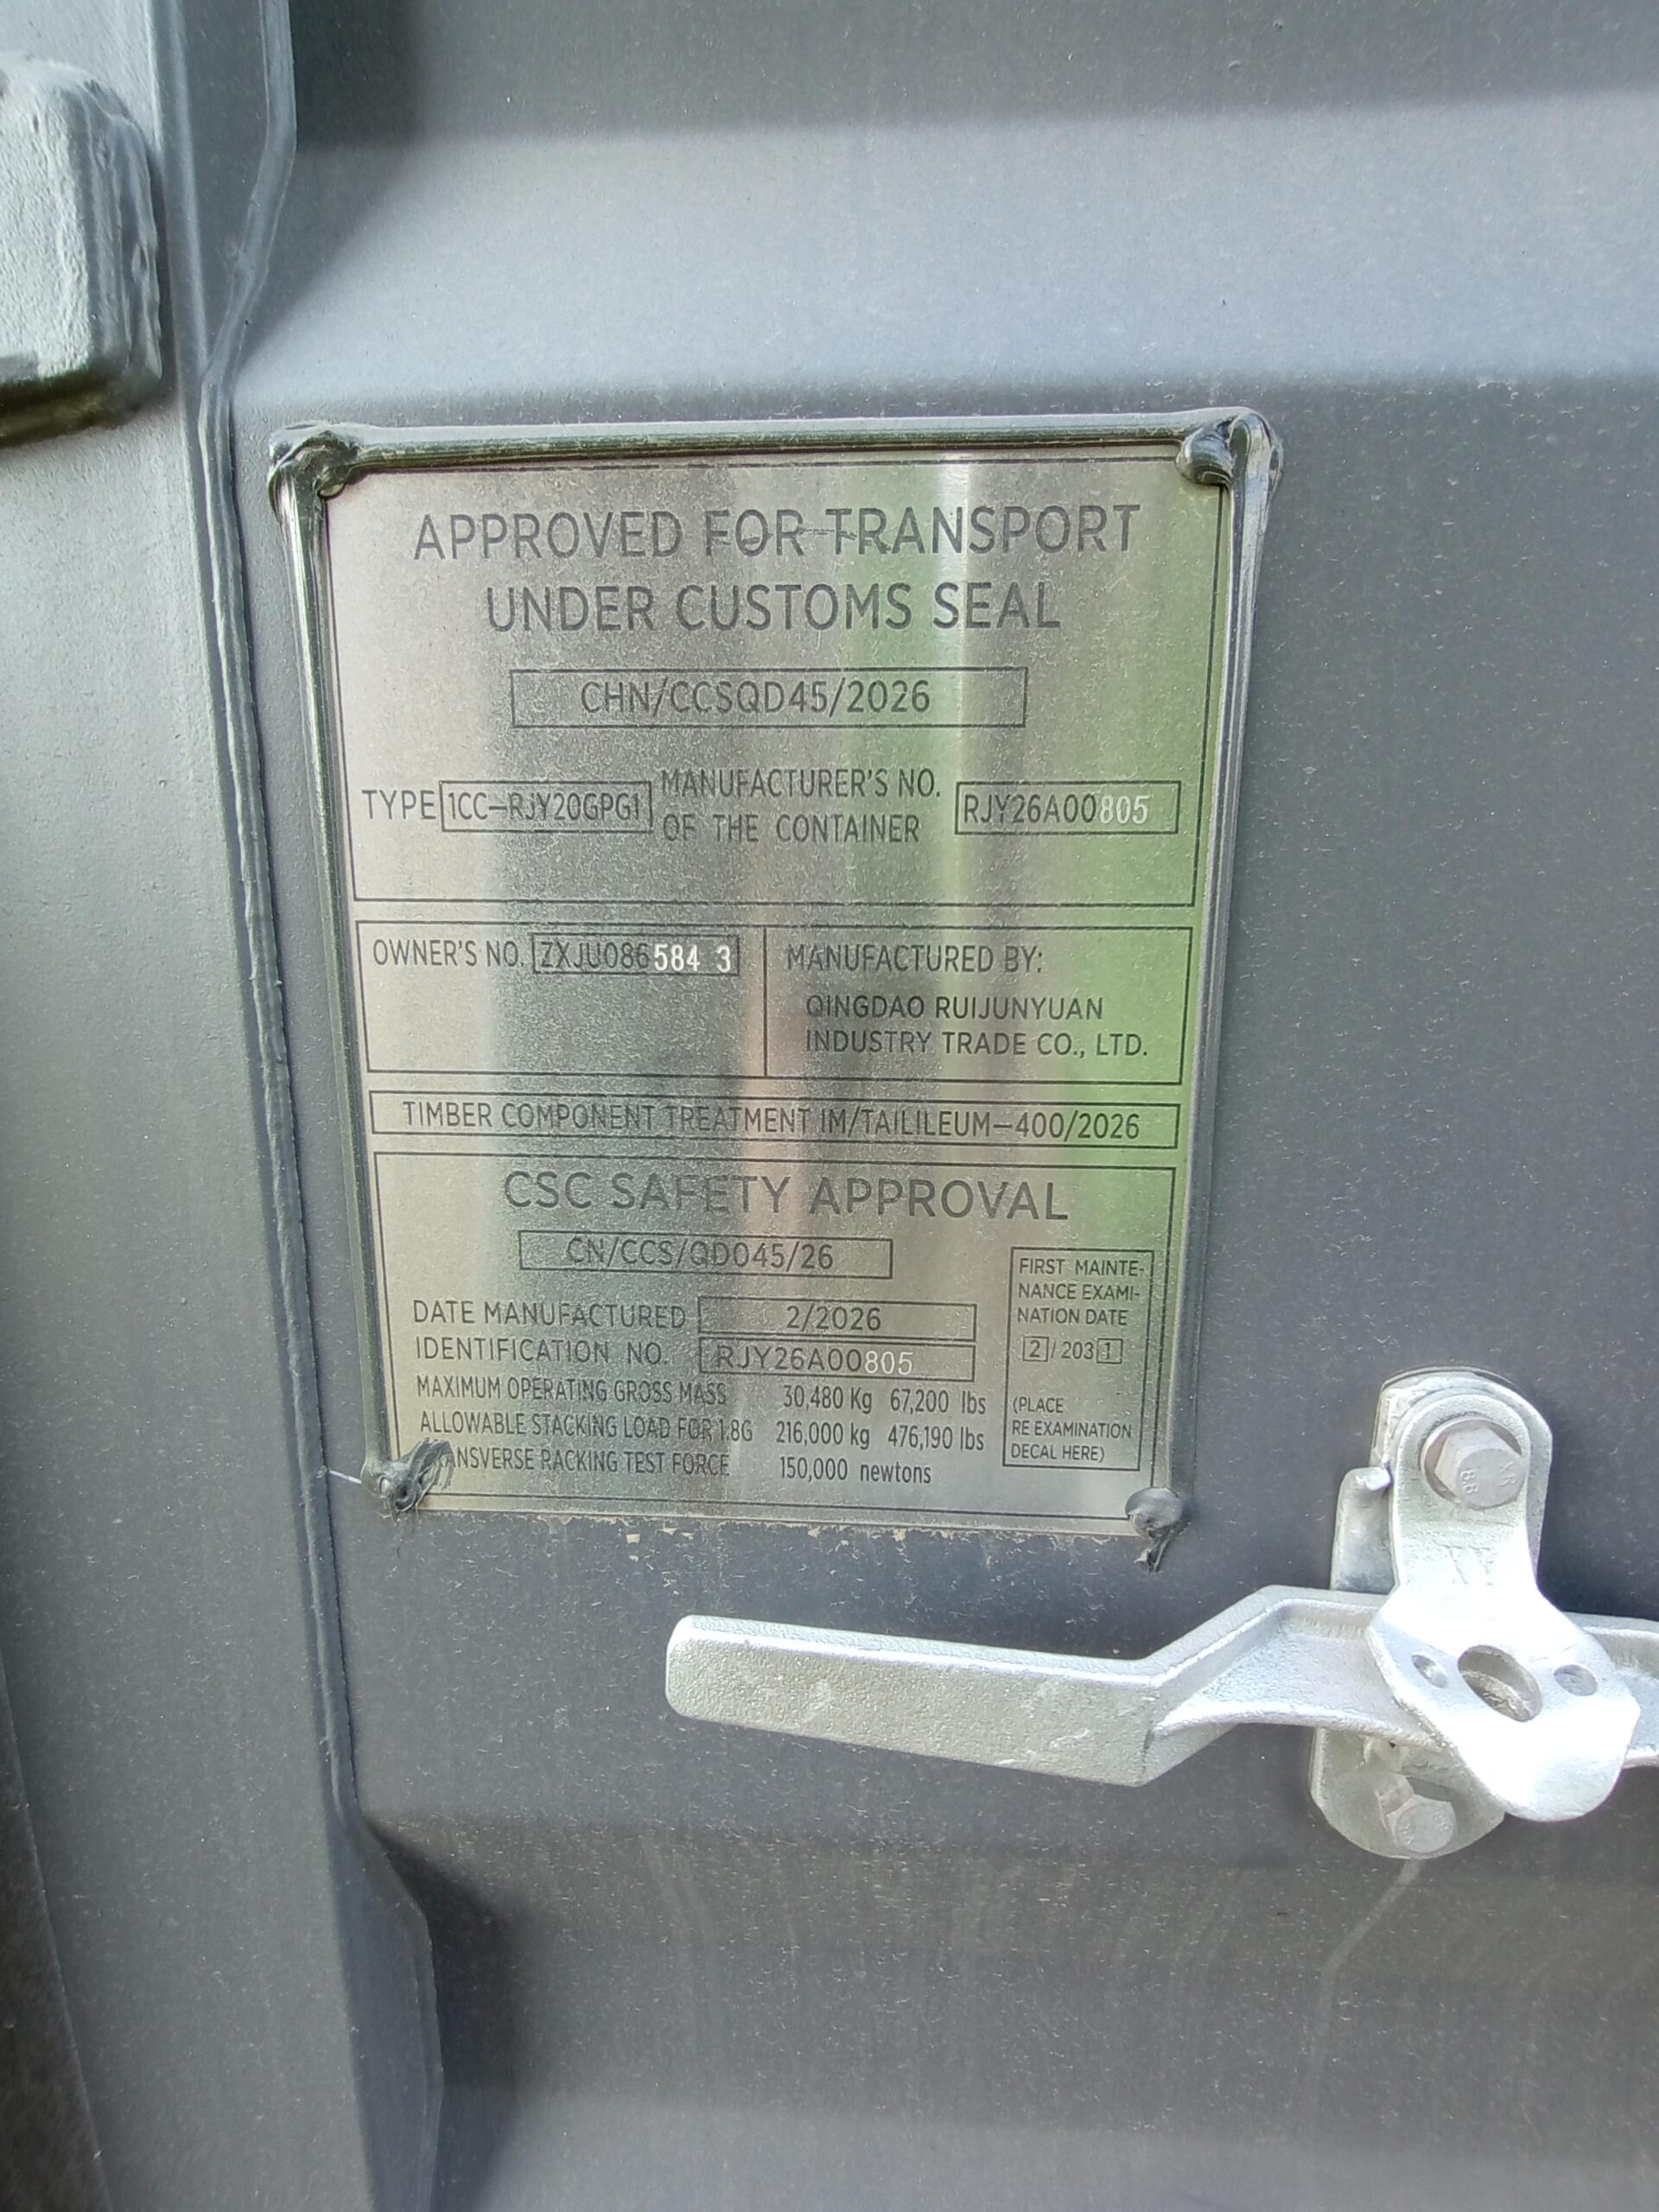 APPROVED FOR TRANSPORT
UNDER CUSTOMS SEAL
CHN/CCSQD45/2026
TYPE 1CC-RJY20GPG1 MANUFACTURER'S NO. OF THE CONTAINER RJY26A00805
OWNER'S NO. ZXJU086584 3
MANUFACTURED BY:
QINGDAO RUIJUNYUAN
INDUSTRY TRADE CO., LTD.
TIMBER COMPONENT TREATMENT IM/TAILILEUM-400/2026
CSC SAFETY APPROVAL
CN/CCS/QD045/26
DATE MANUFACTURED 2/2026
IDENTIFICATION NO. RJY26A00805
MAXIMUM OPERATING GROSS MASS 30,480 Kg 67,200 lbs
ALLOWABLE STACKING LOAD FOR 1.8G 216,000 kg 476,190 lbs
ANSVERSE RACKING TEST FORCE 150,000 newtons
FIRST MAINTE-
NANCE EXAMI-
NATION DATE
2/2031
(PLACE
RE EXAMINATION
DECAL HERE)
8.8